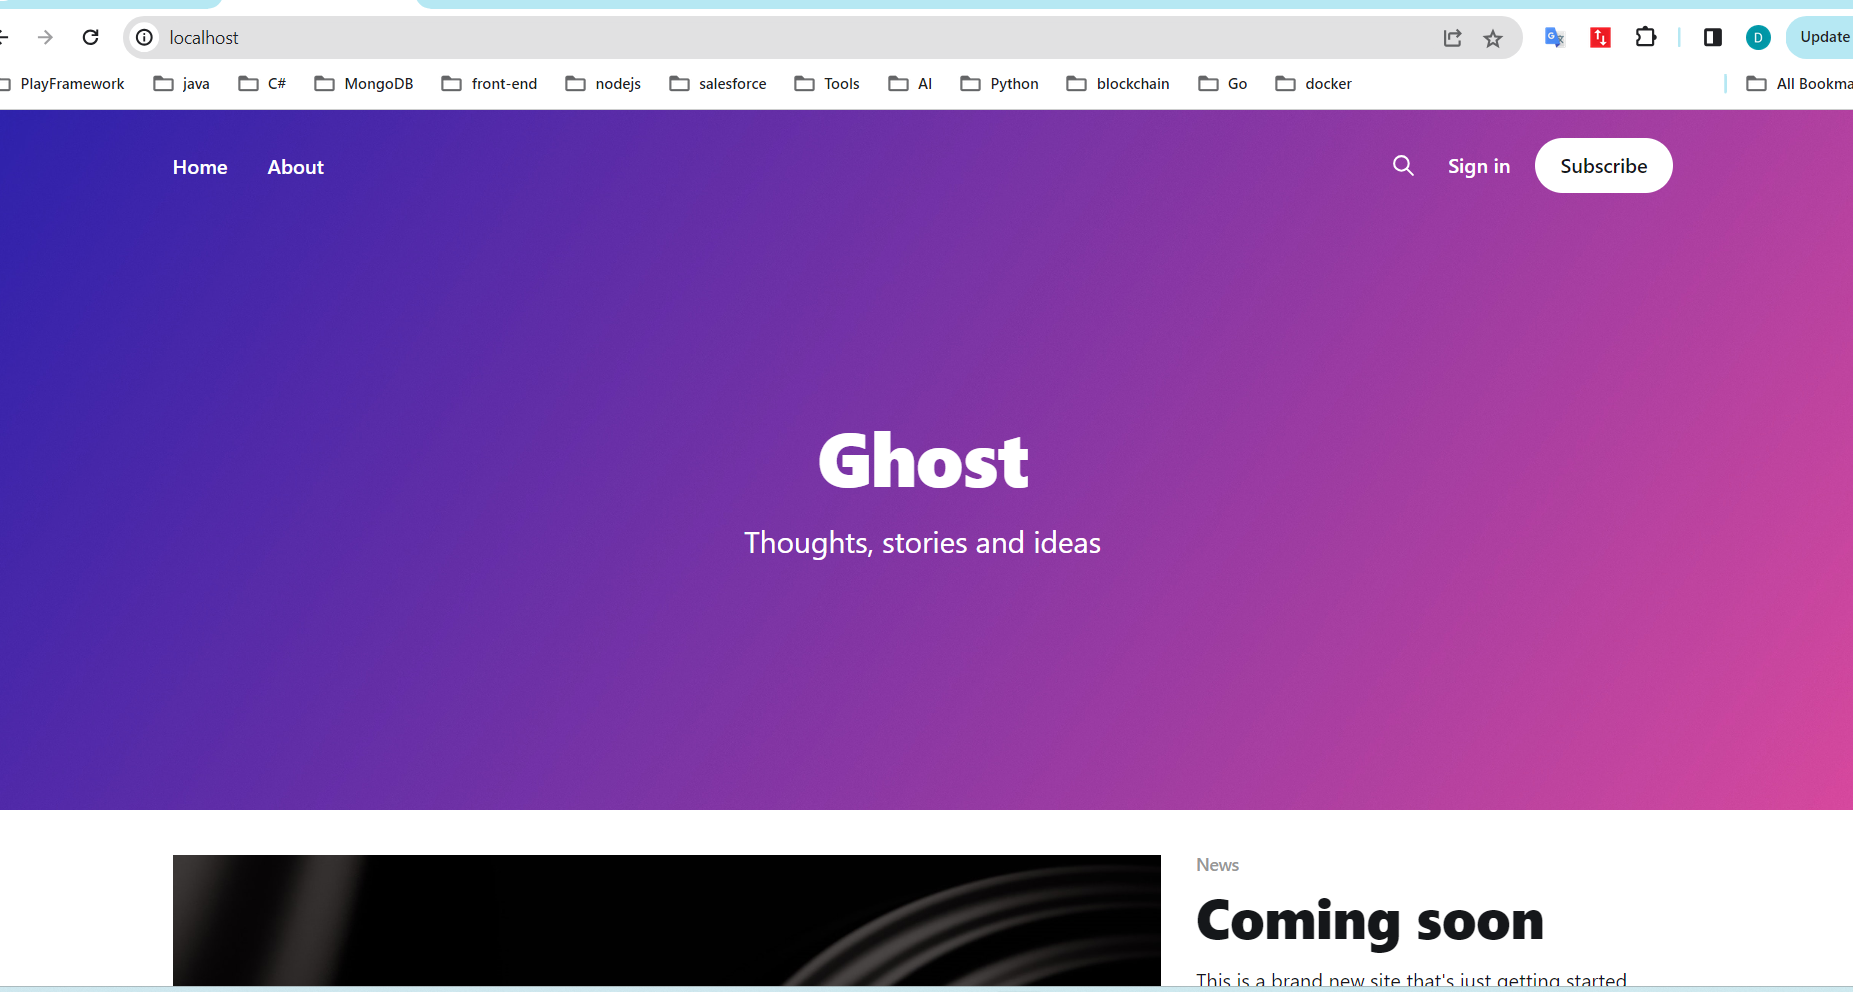 localhost
Update
PlayFramework java C# MongoDB front-end nodejs salesforce Tools AI Python blockchain Go docker All
Home About Sign in Subscribe
Ghost
Thoughts, stories and ideas
News
Coming soon
This is a brand new site that's just getting started